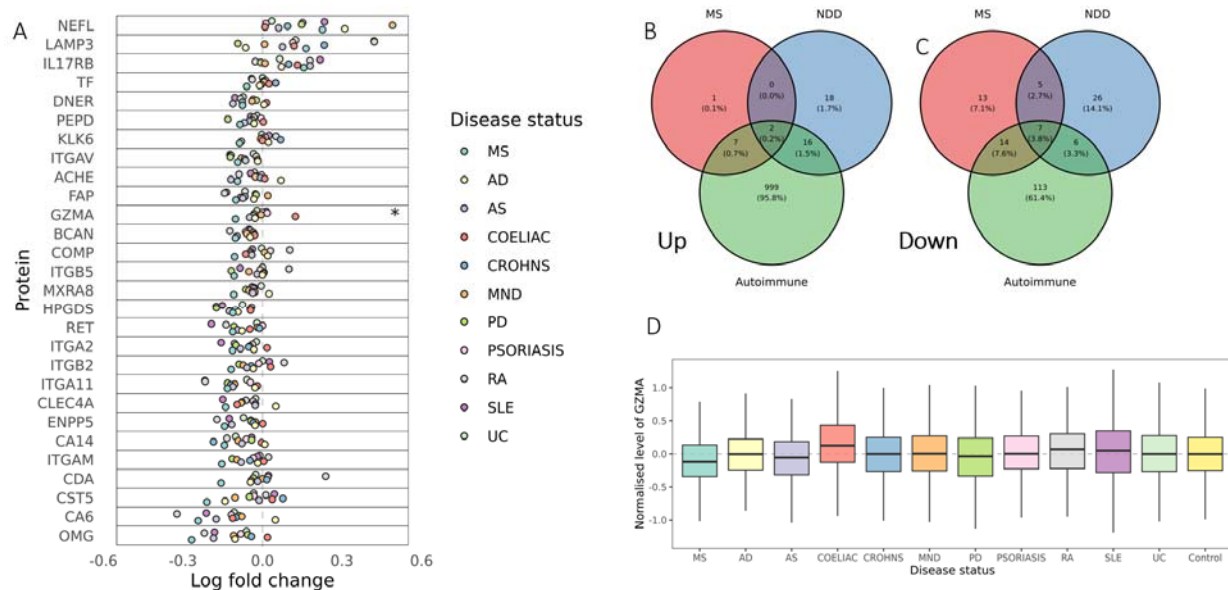 A
Protein
NEFL
LAMP3
IL17RB
TF
DNER
PEPD
KLK6
ITGAV
ACHE
FAP
GZMA
*
BCAN
COMP
ITGB5
MXRA8
HPGDS
RET
ITGA2
ITGB2
ITGA11
CLEC4A
ENPP5
CA14
ITGAM
CDA
CST5
CA6
OMG
-0.6 -0.3 0.0 0.3 0.6
Log fold change
Disease status
MS
AD
AS
COELIAC
CROHNS
MND
PD
PSORIASIS
RA
SLE
UC
B
MS NDD
1
(0.1%)
0
(0.0%)
18
(1.7%)
2
(0.2%)
7
(0.7%)
16
(1.5%)
999
(95.8%)
Up
Autoimmune
C
MS NDD
13
(7.1%)
5
(2.7%)
26
(14.1%)
7
(3.8%)
14
(7.6%)
6
(3.3%)
113
(61.4%)
Down
Autoimmune
D
Normalised level of GZMA
1.0
0.5
0.0
-0.5
-1.0
MS AD AS COELIAC CROHNS MND PD PSORIASIS RA SLE UC Control
Disease status